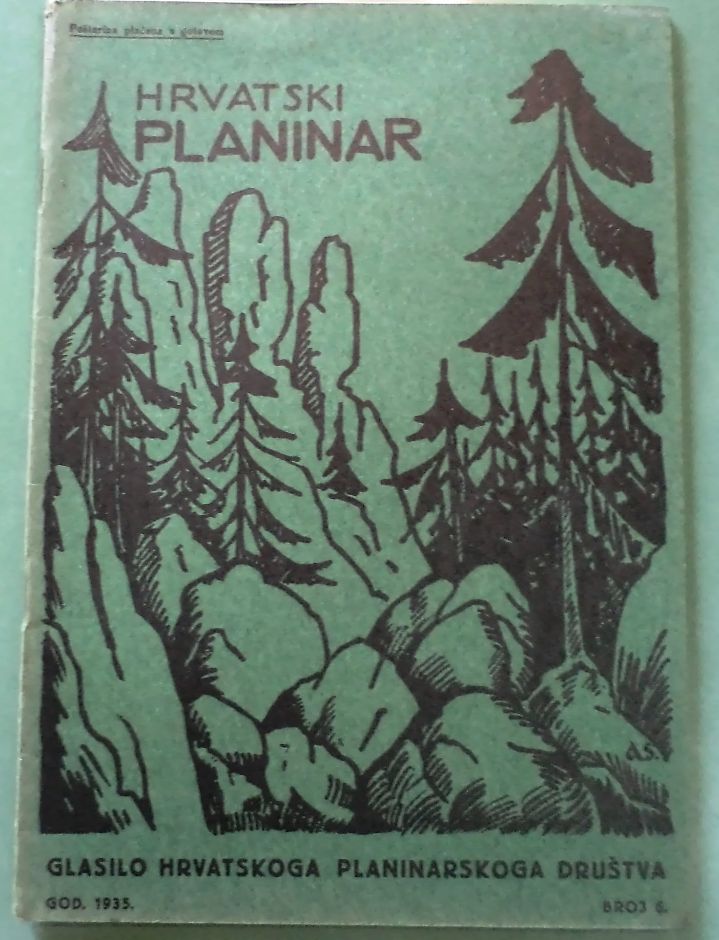 Poštarina plaćena u gotovom
HRVATSKI
PLANINAR
A.S.
GLASILO HRVATSKOGA PLANINARSKOGA DRUŠTVA
GOD. 1935.
BROJ 6.